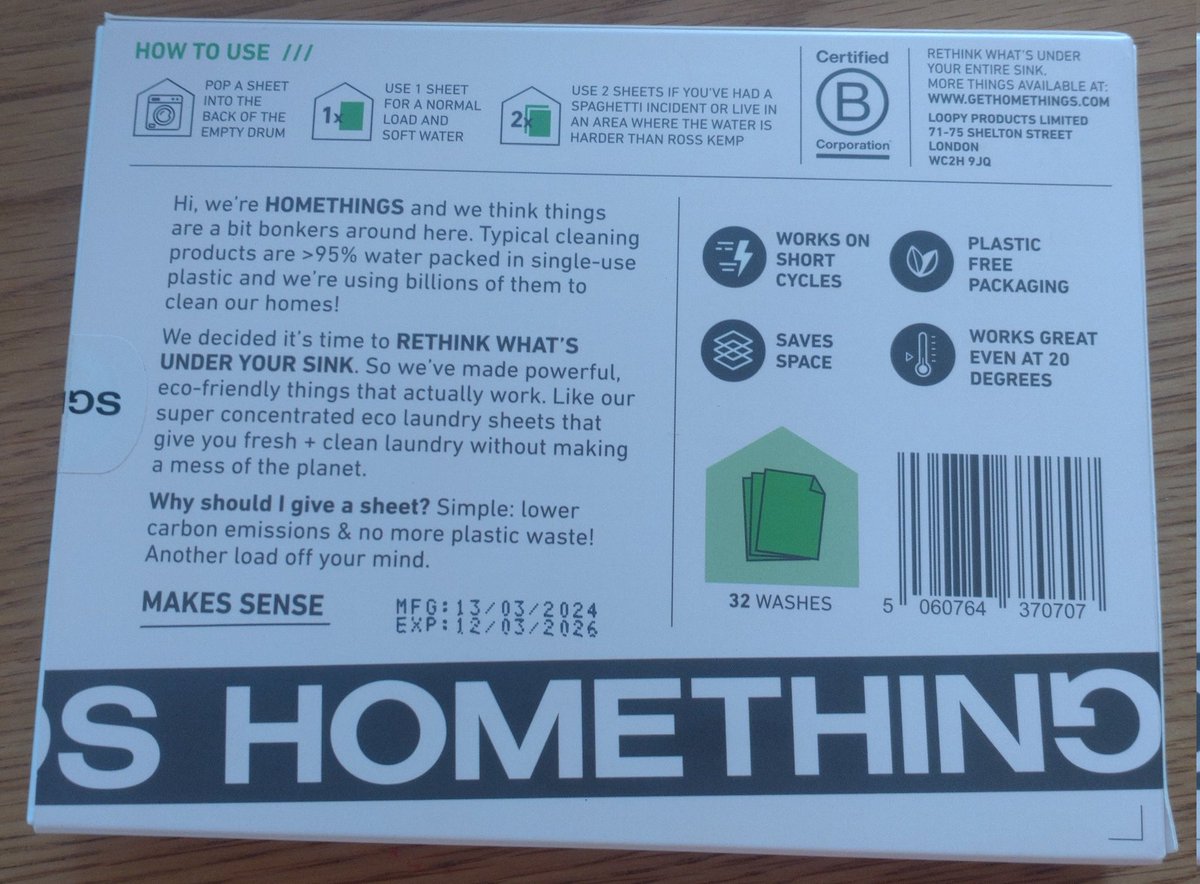 HOW TO USE ///
POP A SHEET
INTO THE
BACK OF THE
EMPTY DRUM
1x
USE 1 SHEET
FOR A NORMAL
LOAD AND
SOFT WATER
2x
USE 2 SHEETS IF YOU'VE HAD A
SPAGHETTI INCIDENT OR LIVE IN
AN AREA WHERE THE WATER IS
HARDER THAN ROSS KEMP
Certified
B
Corporation
RETHINK WHAT'S UNDER
YOUR ENTIRE SINK.
MORE THINGS AVAILABLE AT:
WWW.GETHOMETHINGS.COM
LOOPY PRODUCTS LIMITED
71-75 SHELTON STREET
LONDON
WC2H 9JQ
Hi, we're HOMETHINGS and we think things
are a bit bonkers around here. Typical cleaning
products are >95% water packed in single-use
plastic and we're using billions of them to
clean our homes!
We decided it's time to RETHINK WHAT'S
UNDER YOUR SINK. So we've made powerful,
eco-friendly things that actually work. Like our
super concentrated eco laundry sheets that
give you fresh + clean laundry without making
a mess of the planet.
Why should I give a sheet? Simple: lower
carbon emissions & no more plastic waste!
Another load off your mind.
MAKES SENSE
MFG:13/03/2024
EXP:12/03/2026
WORKS ON
SHORT
CYCLES
PLASTIC
FREE
PACKAGING
SAVES
SPACE
WORKS GREAT
EVEN AT 20
DEGREES
32 WASHES
5 060764 370707
S HOMETHING